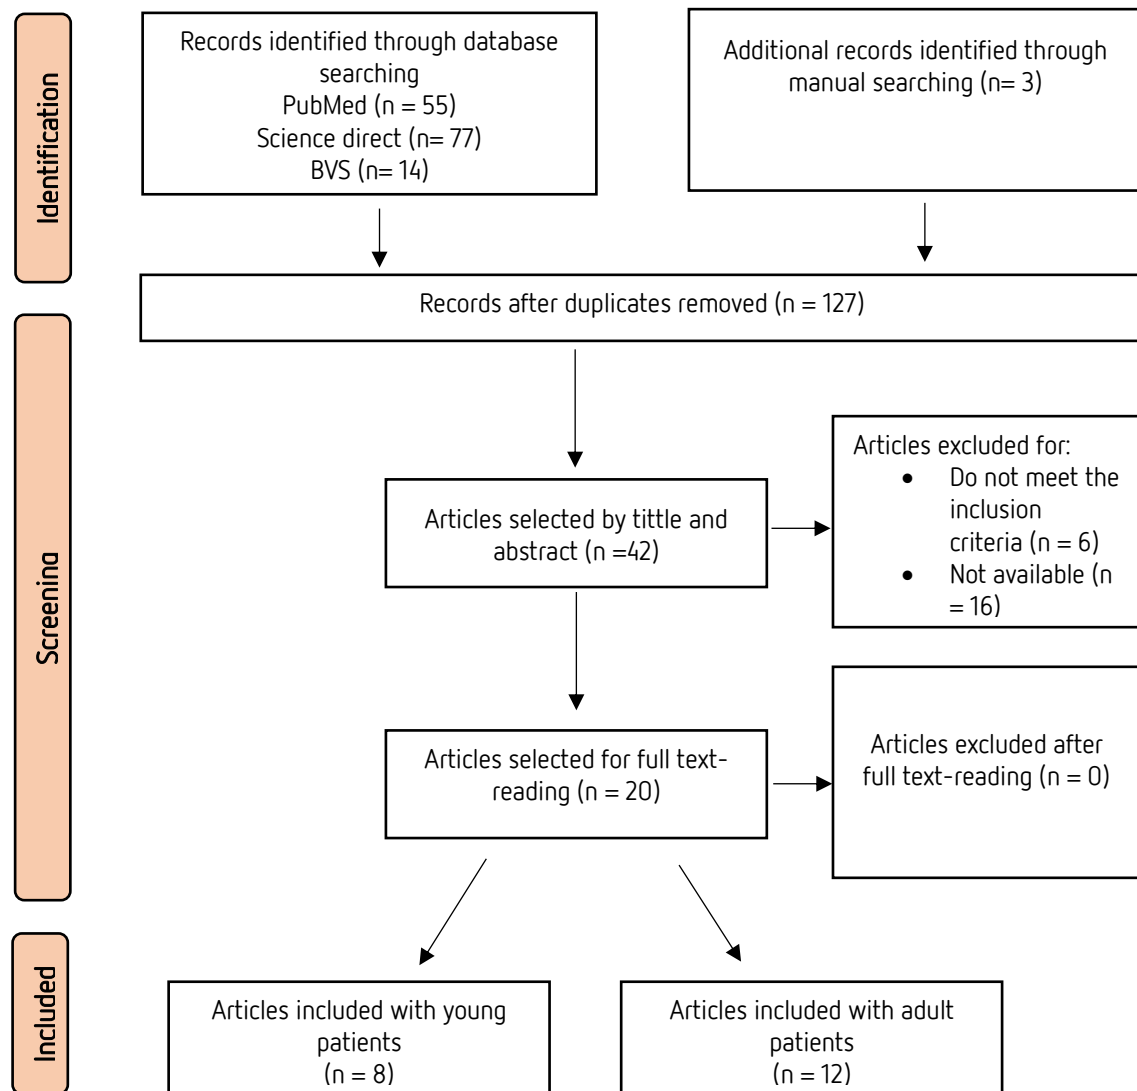 Identification
Records identified through database
searching
PubMed (n = 55)
Science direct (n= 77)
BVS (n= 14)
Additional records identified through
manual searching (n= 3)
Records after duplicates removed (n = 127)
Screening
Articles selected by tittle and
abstract (n =42)
Articles excluded for:
• Do not meet the
inclusion
criteria (n = 6)
• Not available (n
= 16)
Articles selected for full text-
reading (n = 20)
Articles excluded after
full text-reading (n = 0)
Included
Articles included with young
patients
(n = 8)
Articles included with adult
patients
(n = 12)